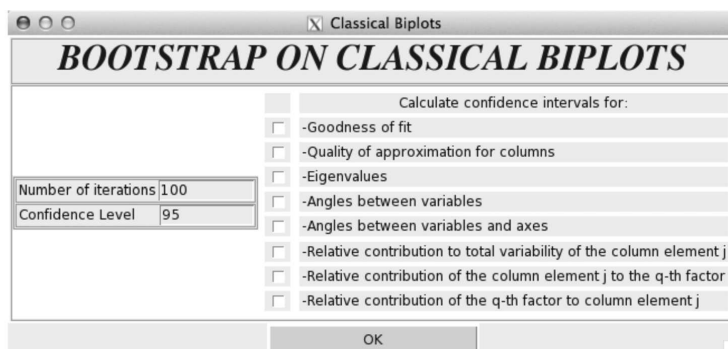 Classical Biplots
BOOTSTRAP ON CLASSICAL BIPLOTS
Calculate confidence intervals for:
-Goodness of fit
-Quality of approximation for columns
-Eigenvalues
-Angles between variables
-Angles between variables and axes
-Relative contribution to total variability of the column element j
-Relative contribution of the column element j to the q-th factor
-Relative contribution of the q-th factor to column element j
Number of iterations 100
Confidence Level 95
OK